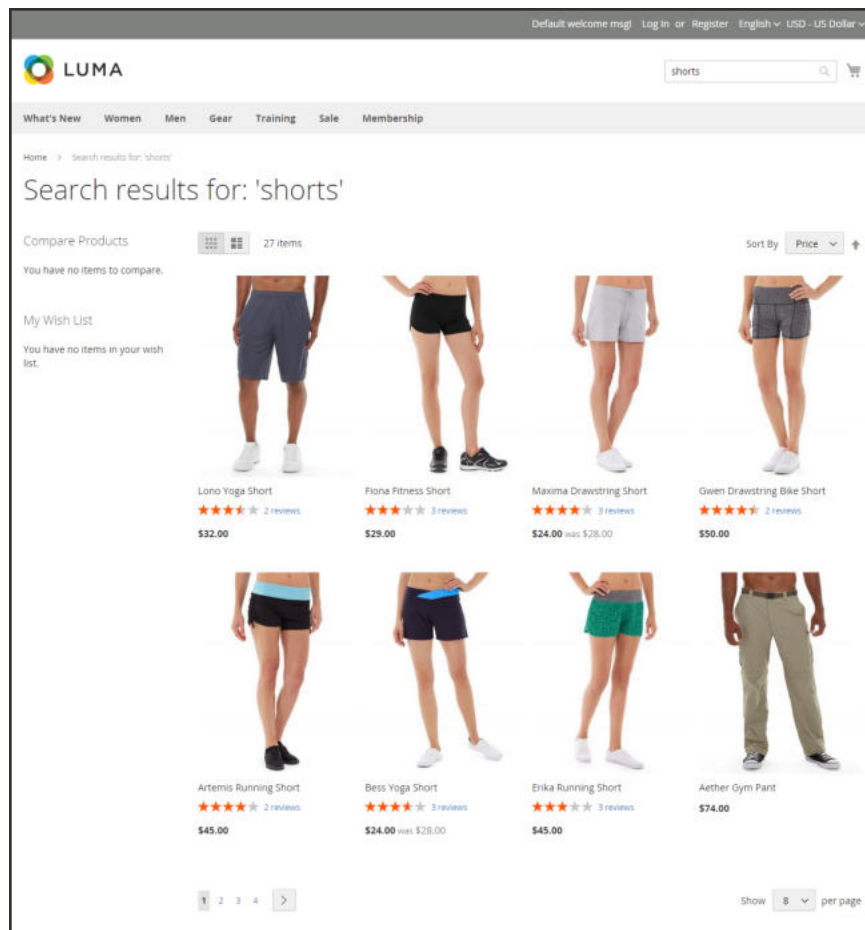 Default welcome msg! Log In or Register English USD - US Dollar
LUMA
shorts
What's New Women Men Gear Training Sale Membership
Home > Search results for: 'shorts'
Search results for: 'shorts'
Compare Products
You have no items to compare.
My Wish List
You have no items in your wish
list.
27 items
Sort By Price
Lono Yoga Short
2 reviews
$32.00
Fiona Fitness Short
3 reviews
$29.00
Maxima Drawstring Short
3 reviews
$24.00 was $28.00
Gwen Drawstring Bike Short
2 reviews
$50.00
Artemis Running Short
2 reviews
$45.00
Bess Yoga Short
3 reviews
$24.00 was $28.00
Erika Running Short
3 reviews
$45.00
Aether Gym Pant
$74.00
1 2 3 4 >
Show 8 per page